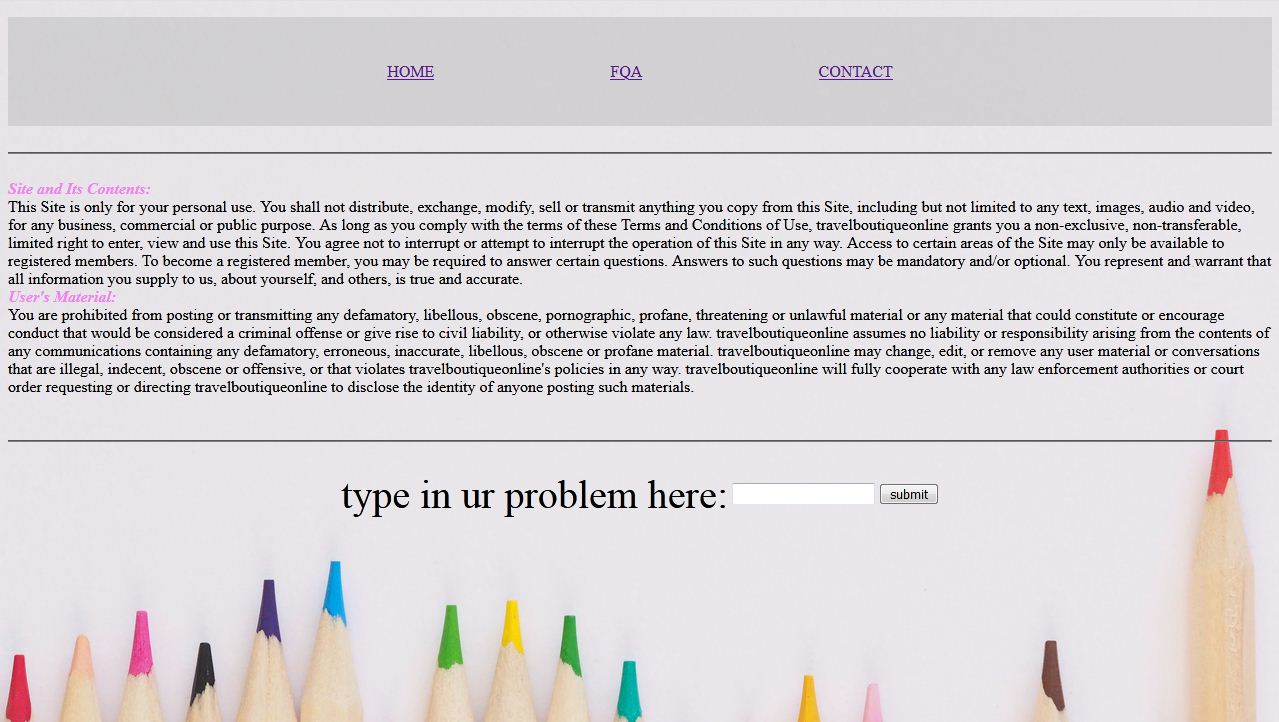 HOME FQA CONTACT
Site and Its Contents:
This Site is only for your personal use. You shall not distribute, exchange, modify, sell or transmit anything you copy from this Site, including but not limited to any text, images, audio and video,
for any business, commercial or public purpose. As long as you comply with the terms of these Terms and Conditions of Use, travelboutiqueonline grants you a non-exclusive, non-transferable,
limited right to enter, view and use this Site. You agree not to interrupt or attempt to interrupt the operation of this Site in any way. Access to certain areas of the Site may only be available to
registered members. To become a registered member, you may be required to answer certain questions. Answers to such questions may be mandatory and/or optional. You represent and warrant that
all information you supply to us, about yourself, and others, is true and accurate.
User's Material:
You are prohibited from posting or transmitting any defamatory, libellous, obscene, pornographic, profane, threatening or unlawful material or any material that could constitute or encourage
conduct that would be considered a criminal offense or give rise to civil liability, or otherwise violate any law. travelboutiqueonline assumes no liability or responsibility arising from the contents of
any communications containing any defamatory, erroneous, inaccurate, libellous, obscene or profane material. travelboutiqueonline may change, edit, or remove any user material or conversations
that are illegal, indecent, obscene or offensive, or that violates travelboutiqueonline's policies in any way. travelboutiqueonline will fully cooperate with any law enforcement authorities or court
order requesting or directing travelboutiqueonline to disclose the identity of anyone posting such materials.
type in ur problem here: submit